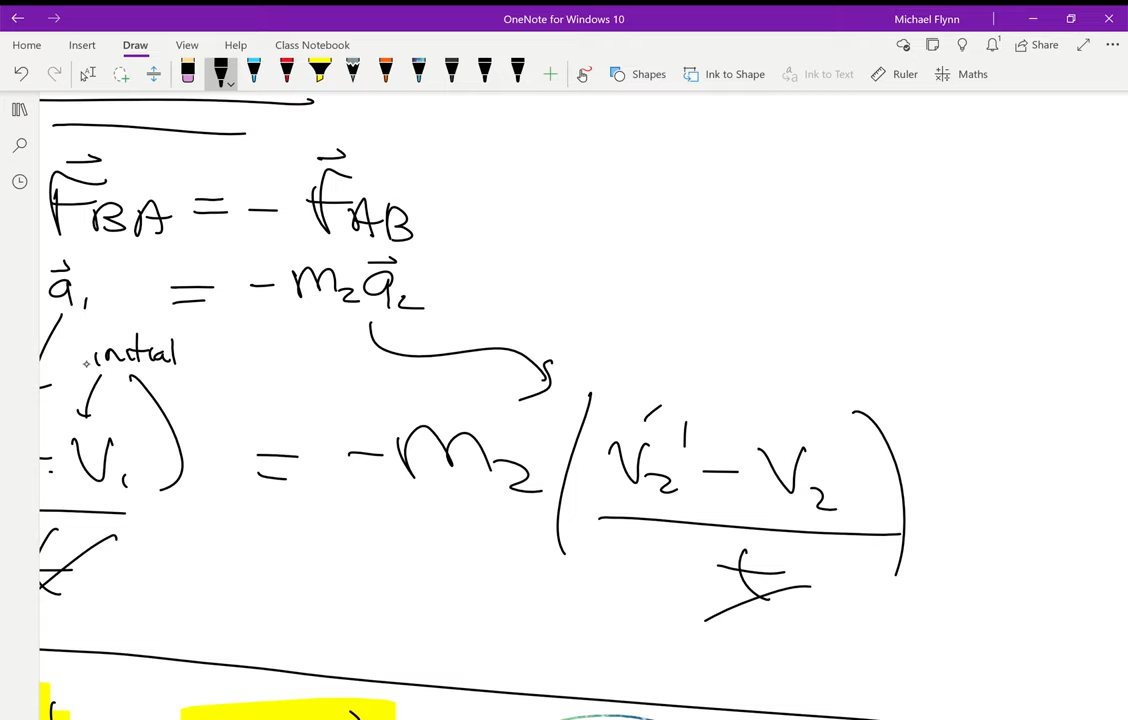 OneNote for Windows 10
Michael Flynn
Home Insert Draw View Help Class Notebook
Share
Shapes Ink to Shape Ink to Text Ruler Maths
F⃗BA = - F⃗AB
a⃗₁ = - m₂a⃗₂
initial
- V₁) = - m₂ (V₂' - V₂)
t t